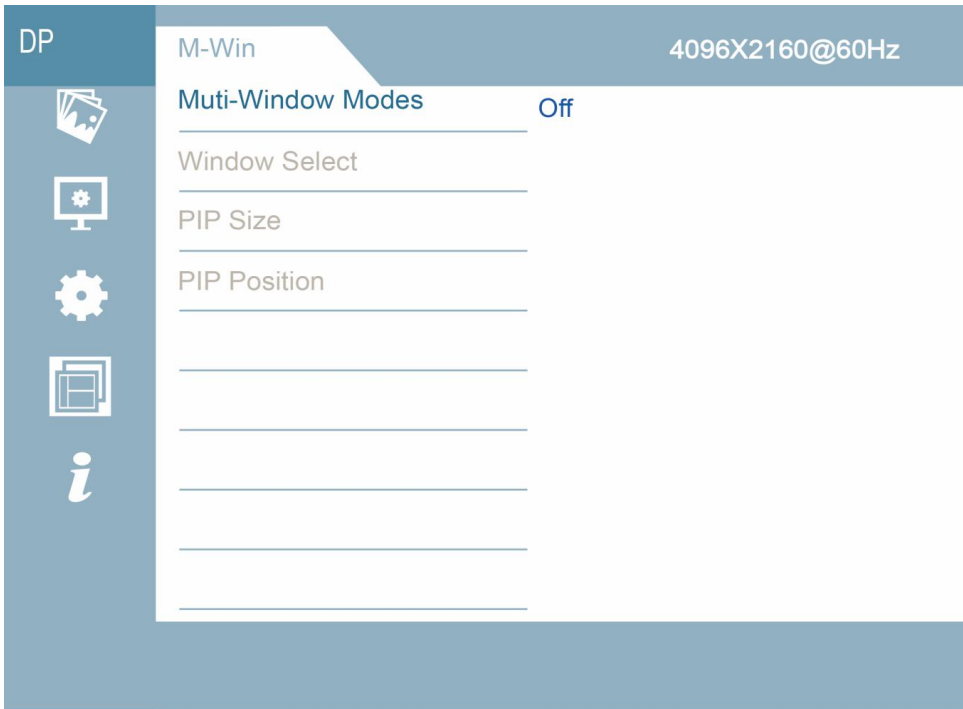 DP
M-Win
4096X2160@60Hz
Muti-Window Modes
Off
Window Select
PIP Size
PIP Position